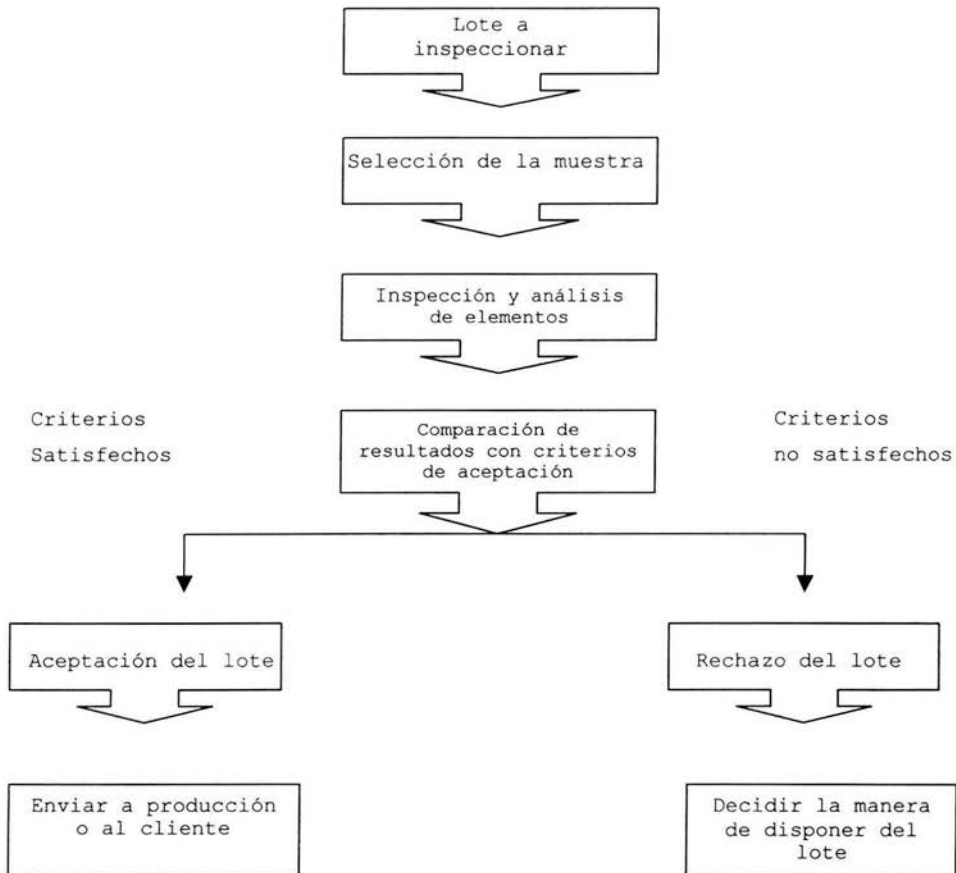 Lote a
inspeccionar
Selección de la muestra
Inspección y análisis
de elementos
Criterios
Satisfechos
Comparación de
resultados con criterios
de aceptación
Criterios
no satisfechos
Aceptación del lote
Rechazo del lote
Enviar a producción
o al cliente
Decidir la manera
de disponer del
lote